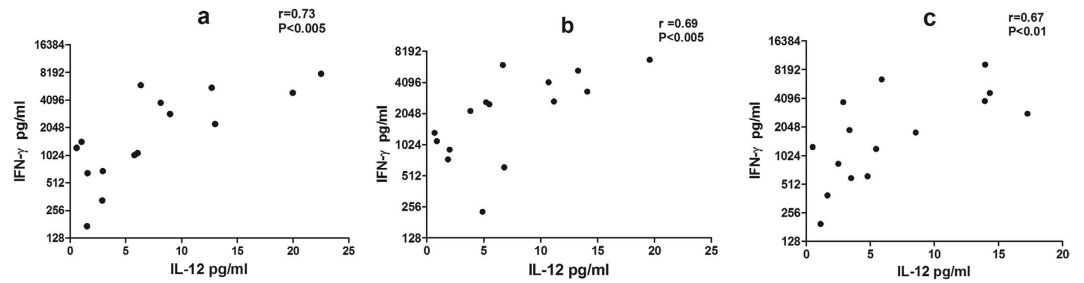 a
r=0.73
P<0.005
16384
8192
4096
2048
1024
512
256
128
IFN-γ pg/ml
0
5
10
15
20
25
IL-12 pg/ml
b
r =0.69
P<0.005
8192
4096
2048
1024
512
256
128
IFN-γ pg/ml
0
5
10
15
20
25
IL-12 pg/ml
c
r=0.67
P<0.01
16384
8192
4096
2048
1024
512
256
128
IFN-γ pg/ml
0
5
10
15
20
IL-12 pg/ml